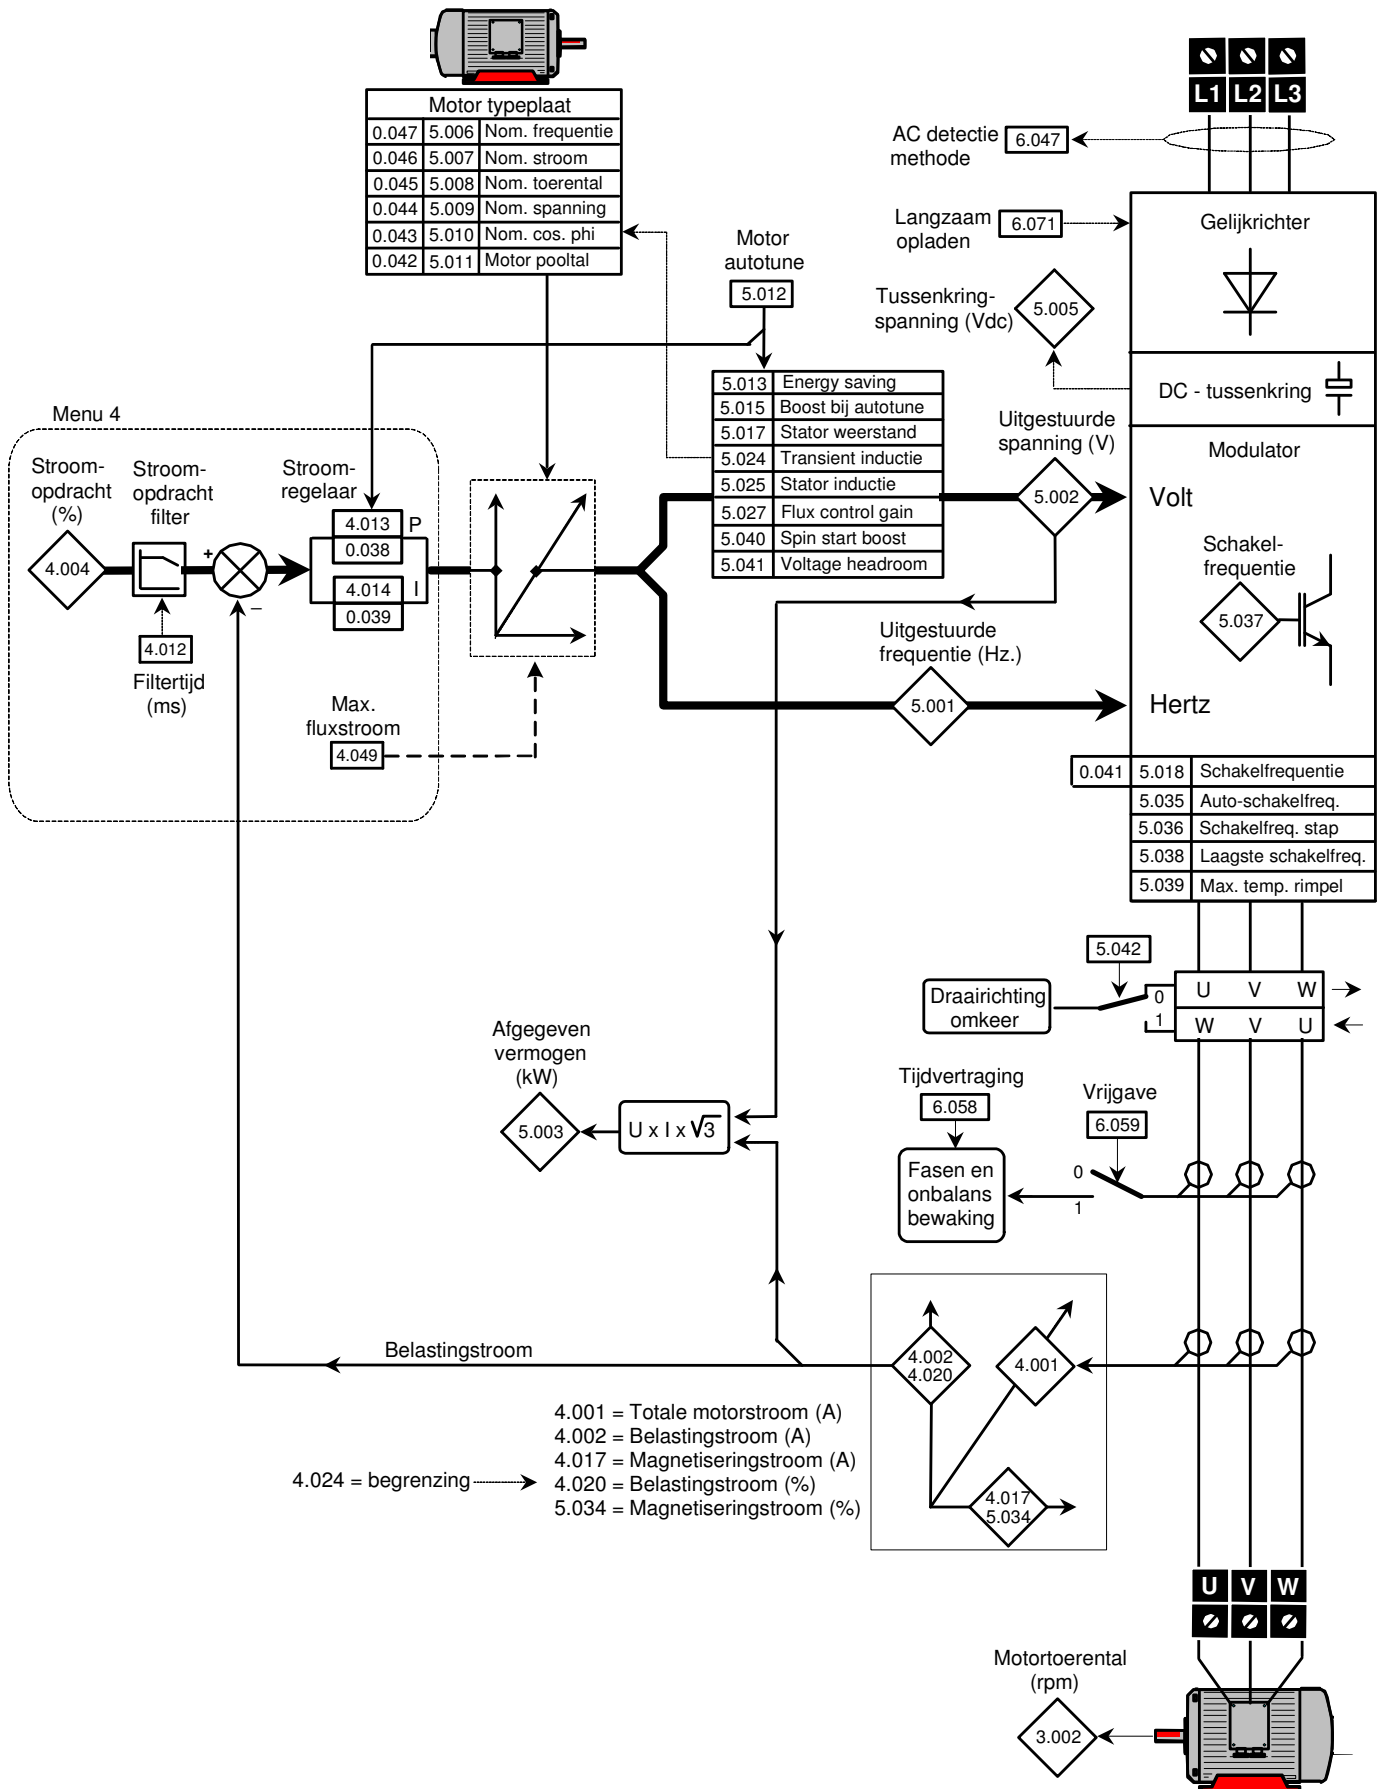 L1 L2 L3
Motor typeplaat
0.047 5.006 Nom. frequentie
0.046 5.007 Nom. stroom
0.045 5.008 Nom. toerental
0.044 5.009 Nom. spanning
0.043 5.010 Nom. cos. phi
0.042 5.011 Motor pooltal
AC detectie
methode
6.047
Langzaam
opladen
6.071
Gelijkrichter
Motor
autotune
5.012
Tussenkring-
spanning (Vdc)
5.005
DC - tussenkring
5.013 Energy saving
5.015 Boost bij autotune
5.017 Stator weerstand
5.024 Transient inductie
5.025 Stator inductie
5.027 Flux control gain
5.040 Spin start boost
5.041 Voltage headroom
Uitgestuurde
spanning (V)
5.002
Modulator
Volt
Schakel-
frequentie
5.037
Menu 4
Stroom-
opdracht
(%)
4.004
Stroom-
opdracht
filter
+
–
4.012
Filtertijd
(ms)
Stroom-
regelaar
4.013 P
0.038
4.014 I
0.039
Max.
fluxstroom
4.049
Uitgestuurde
frequentie (Hz.)
5.001
Hertz
0.041 5.018 Schakelfrequentie
5.035 Auto-schakelfreq.
5.036 Schakelfreq. stap
5.038 Laagste schakelfreq.
5.039 Max. temp. rimpel
5.042
Draairichting
omkeer
0
1
U V W
W V U
Afgegeven
vermogen
(kW)
5.003
U x I x √3
Tijdvertraging
6.058
Vrijgave
6.059
Fasen en
onbalans
bewaking
0
1
Belastingstroom
4.002
4.020
4.001
4.017
5.034
4.001 = Totale motorstroom (A)
4.002 = Belastingstroom (A)
4.017 = Magnetiseringstroom (A)
4.024 = begrenzing
4.020 = Belastingstroom (%)
5.034 = Magnetiseringstroom (%)
U V W
Motortoerental
(rpm)
3.002